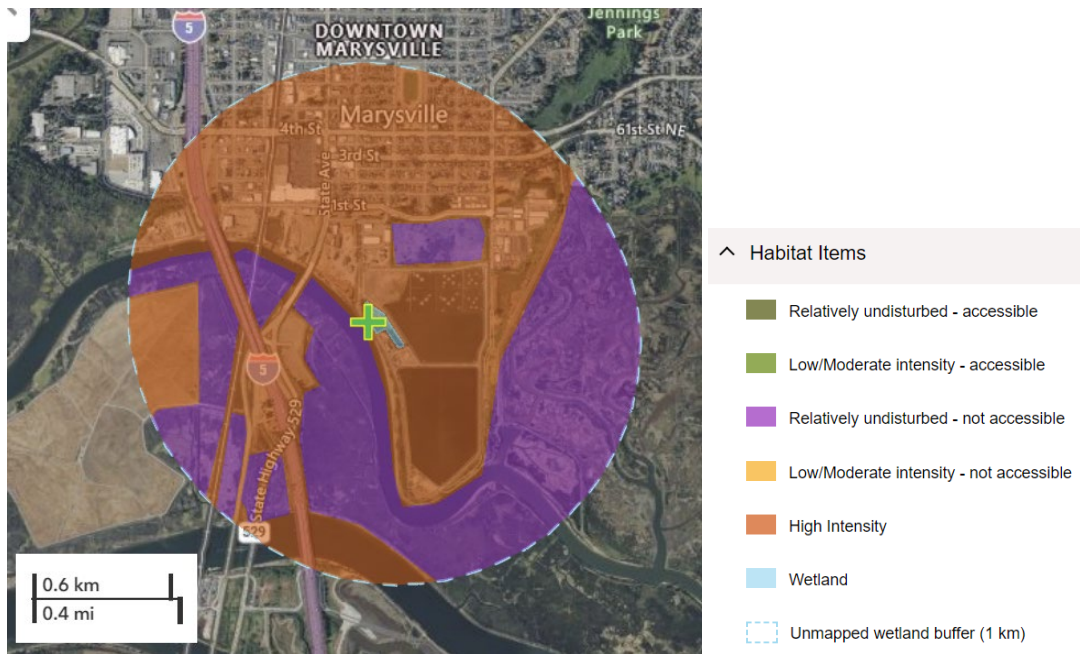 5
DOWNTOWN
MARYSVILLE
Jennings
Park
Marysville
4th St
61st St NE
3rd St
State Ave
1st St
5
State Highway 529
529
0.6 km
0.4 mi
Habitat Items
Relatively undisturbed - accessible
Low/Moderate intensity - accessible
Relatively undisturbed - not accessible
Low/Moderate intensity - not accessible
High Intensity
Wetland
Unmapped wetland buffer (1 km)